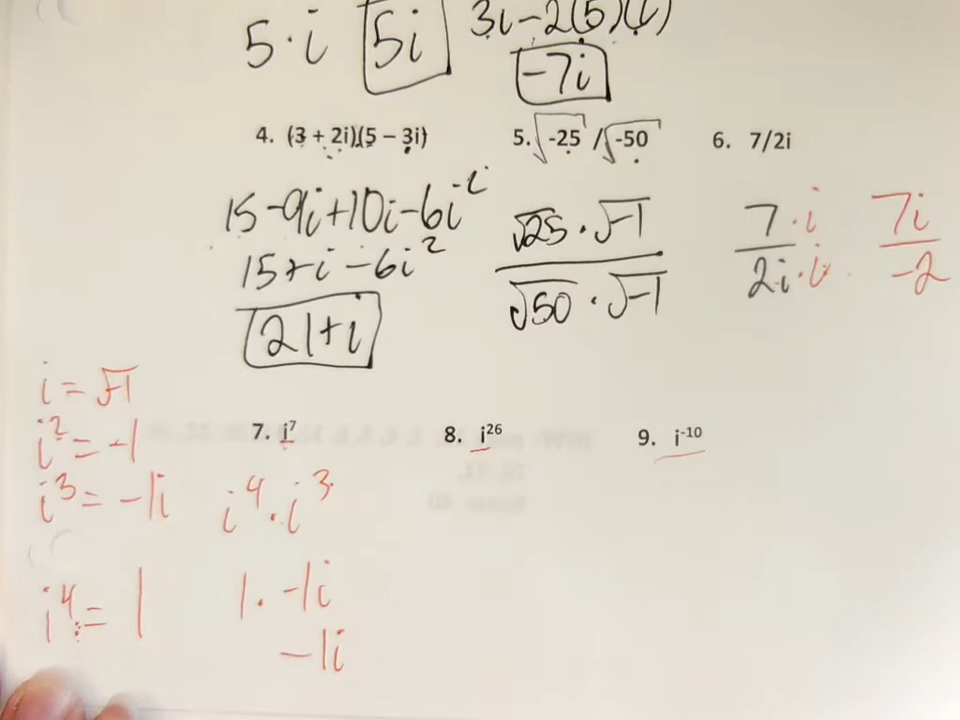 5 · i 5i 3i - 2(5)(i)
-7i
4. (3 + 2i)(5 – 3i) 5. √-25 /√-50 6. 7/2i
15 - 9i + 10i - 6i
15 + i - 6i²
21 + i
√25 · √-1
√50 · √-1
7 · i 7i
2i · i -2
i = √-1
i² = -1
i³ = -1i
i⁴ = 1
7. i⁷ 8. i²⁶ 9. i⁻¹⁰
i⁴ · i³
1 · -1i
-1i